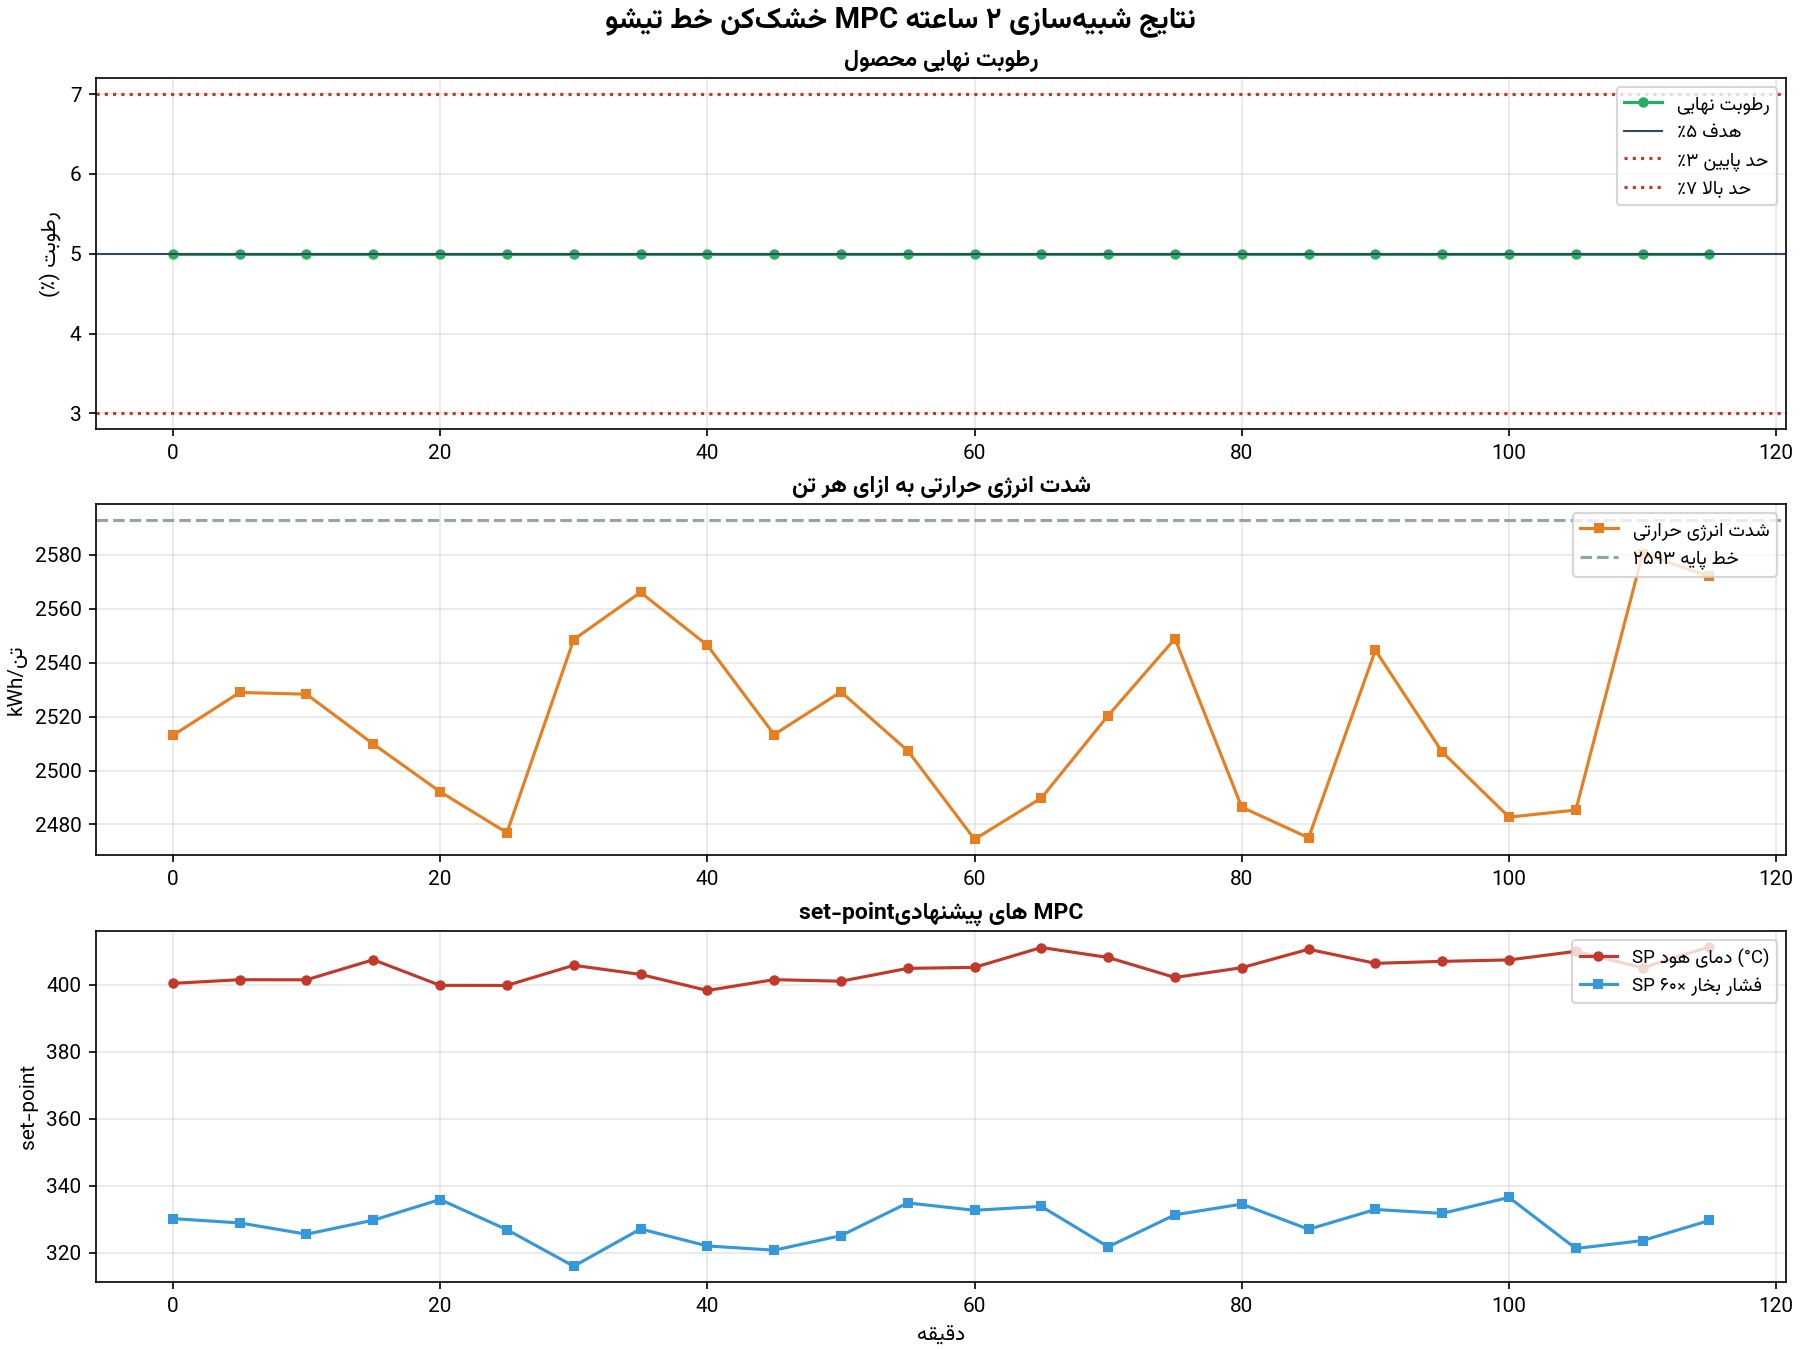 نتایج شبیه‌سازی ۲ ساعته MPC خشک‌کن خط تیشو
رطوبت نهایی محصول
رطوبت (٪)
7
6
5
4
3
0 20 40 60 80 100 120
رطوبت نهایی
هدف ۵٪
حد پایین ۳٪
حد بالا ۷٪
شدت انرژی حرارتی به ازای هر تن
kWh/تن
2580
2560
2540
2520
2500
2480
0 20 40 60 80 100 120
شدت انرژی حرارتی
خط پایه ۲۵۹۳
set-pointهای پیشنهادی MPC
set-point
400
380
360
340
320
0 20 40 60 80 100 120
SP دمای هود (°C)
SP فشار بخار ×۶۰
دقیقه